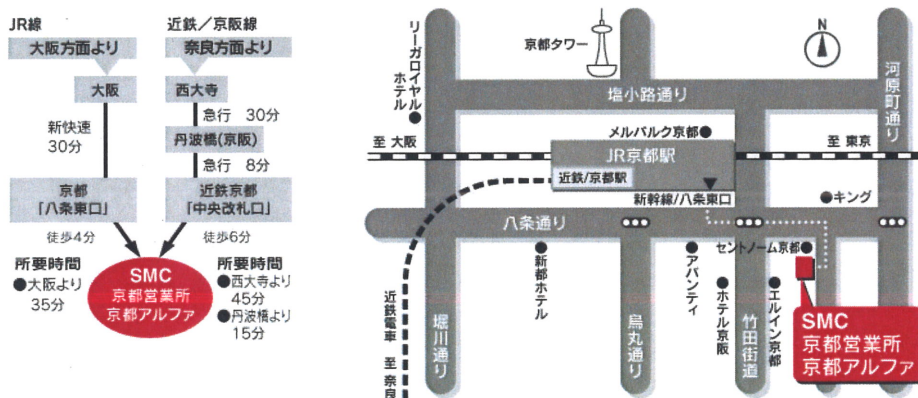 JR線
大阪方面より
大阪
新快速
30分
京都
「八条東口」
徒歩4分
所要時間
●大阪より
35分
近鉄／京阪線
奈良方面より
西大寺
急行 30分
丹波橋(京阪)
急行 8分
近鉄京都
「中央改札口」
徒歩6分
所要時間
●西大寺より
45分
●丹波橋より
15分
SMC
京都営業所
京都アルファ
リーガロイヤル
ホテル
京都タワー
N
河原町通り
塩小路通り
メルパルク京都
至 大阪
JR京都駅
至 東京
近鉄/京都駅
新幹線/八条東口
キング
八条通り
セントノーム京都
新都ホテル
アバンティ
ホテル京阪
エルイン京都
近鉄電車 至 奈良
堀川通り
烏丸通り
竹田街道
SMC
京都営業所
京都アルファ